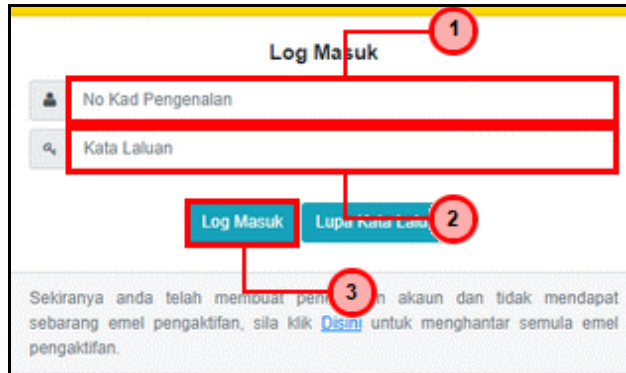 1
Log Masuk
No Kad Pengenalan
Kata Laluan
Log Masuk
Lupa Kata
2
3
Sekiranya anda telah membuat akaun dan tidak mendapat
sebarang emel pengaktifan, sila klik Disini untuk menghantar semula emel
pengaktifan.